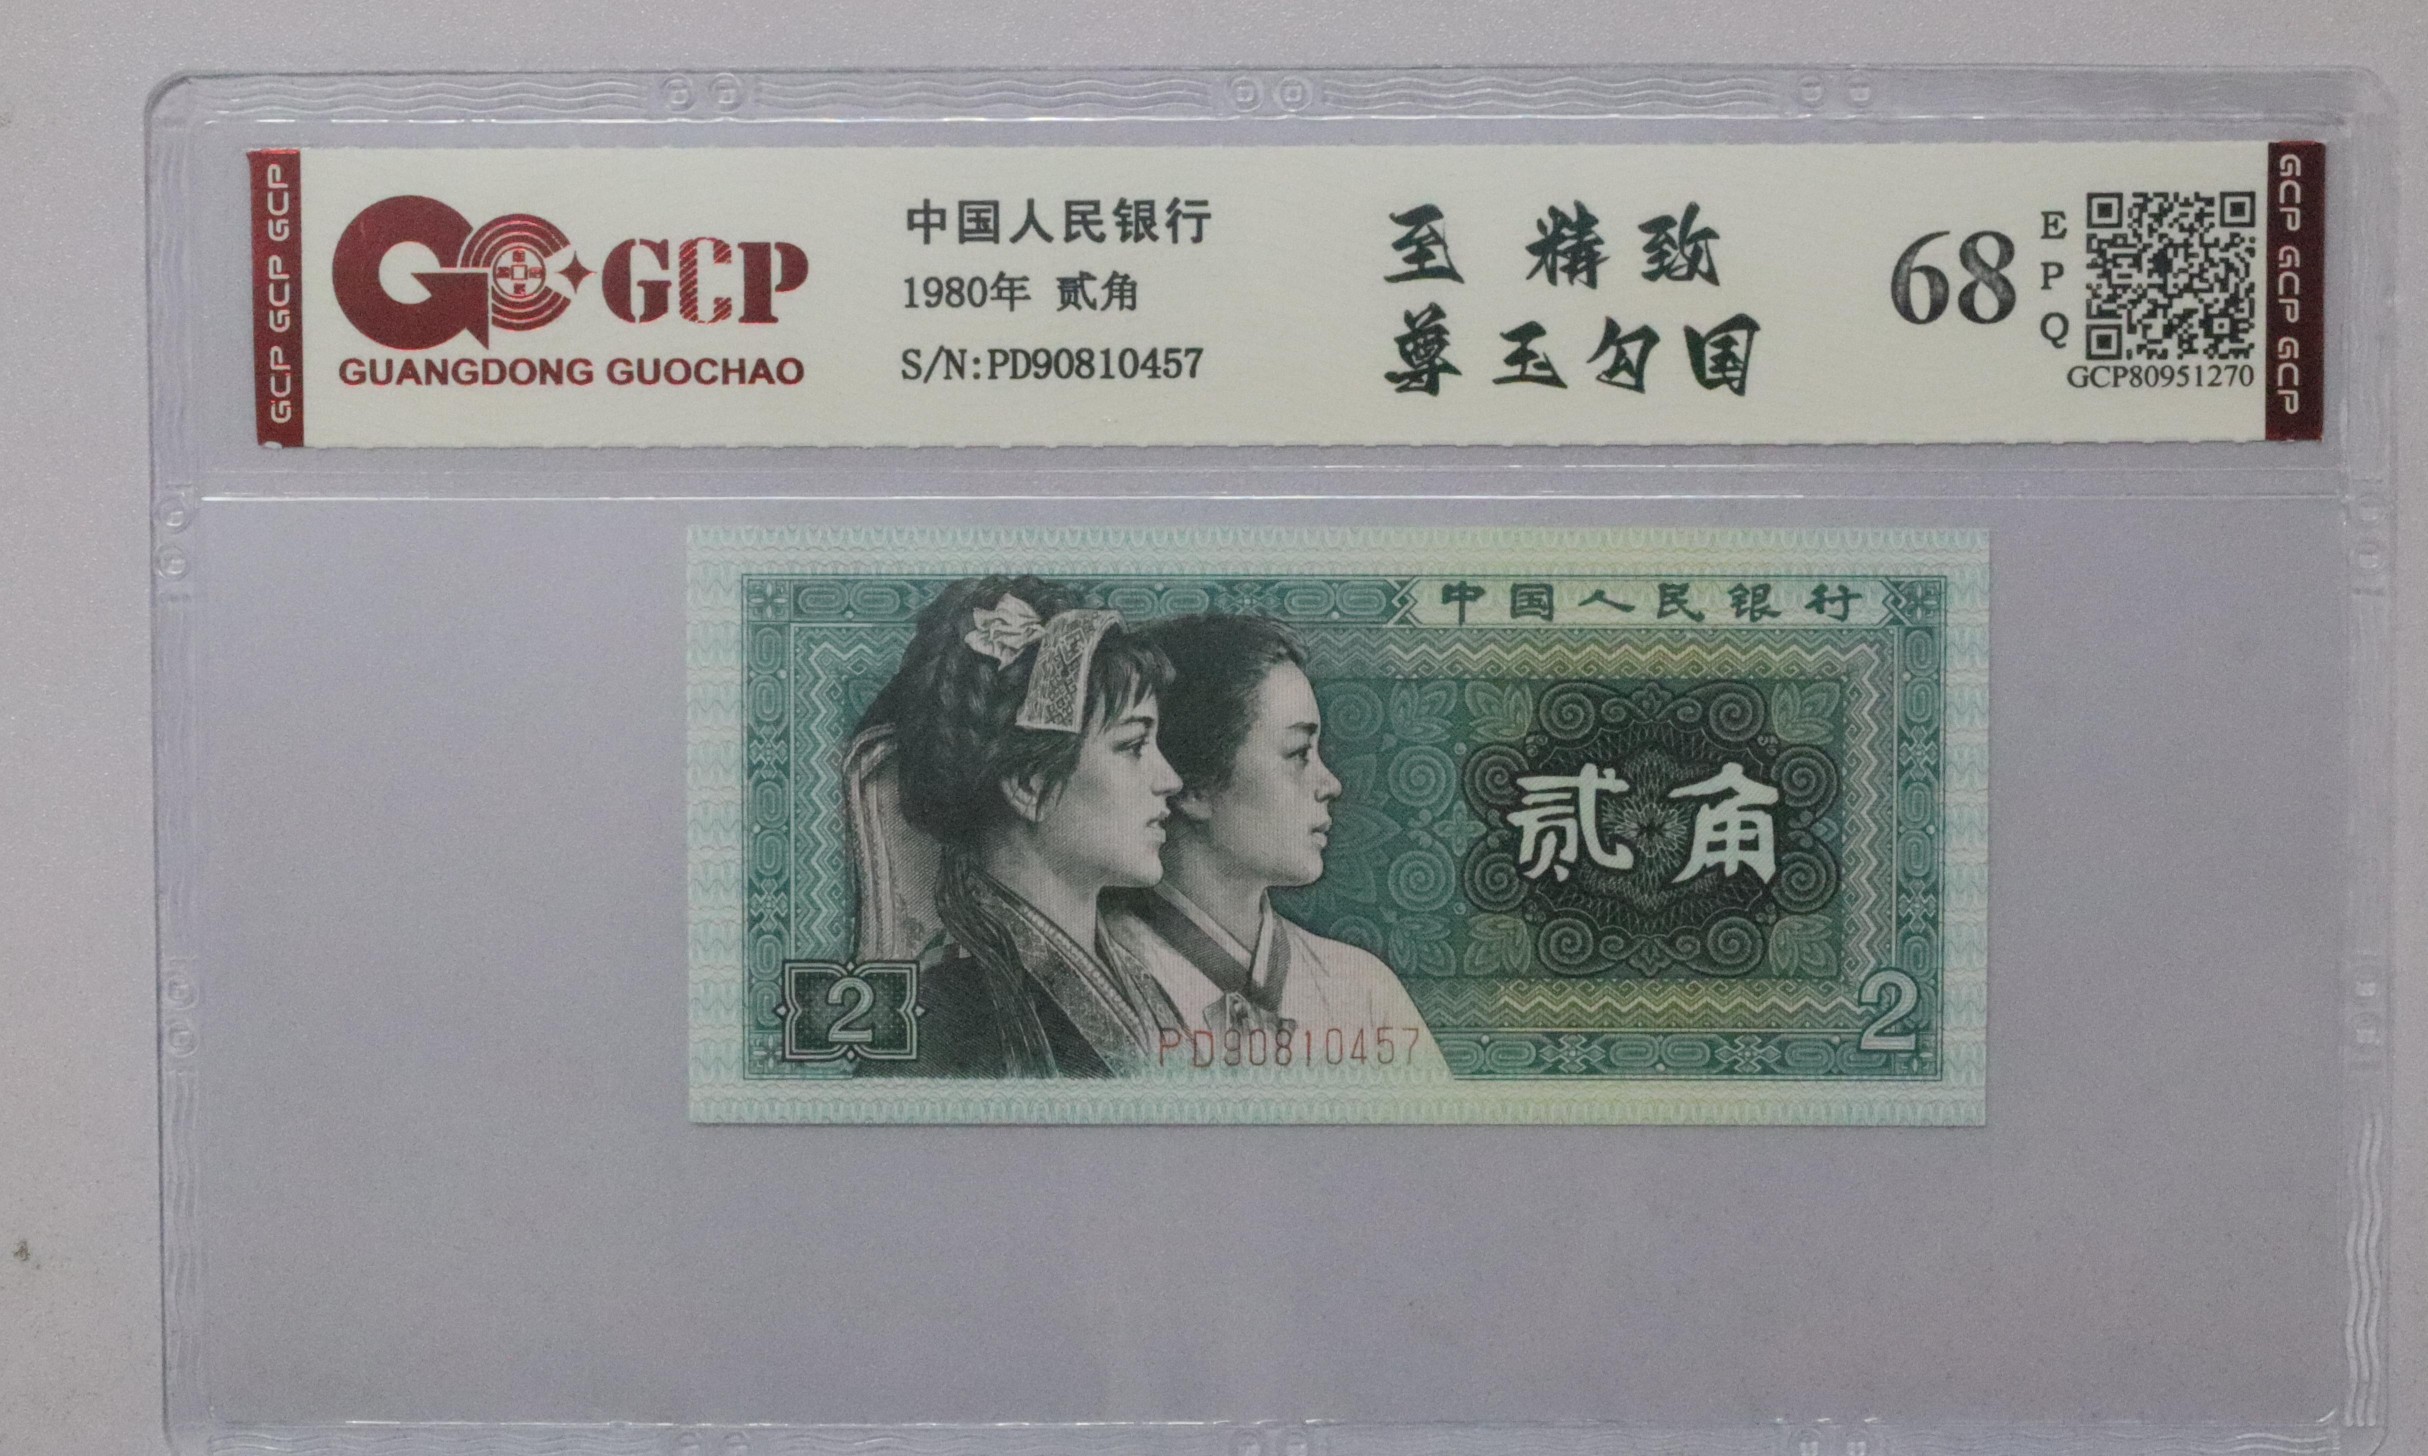 GCP GCP GCP
GCP
GUANGDONG GUOCHAO
中国人民银行
1980年 贰角
S/N:PD90810457
至 精致
尊 玉勾国
68
E
P
Q
GCP80951270
GCP GCP GCP
中国人民银行
贰角
2
PD90810457
2